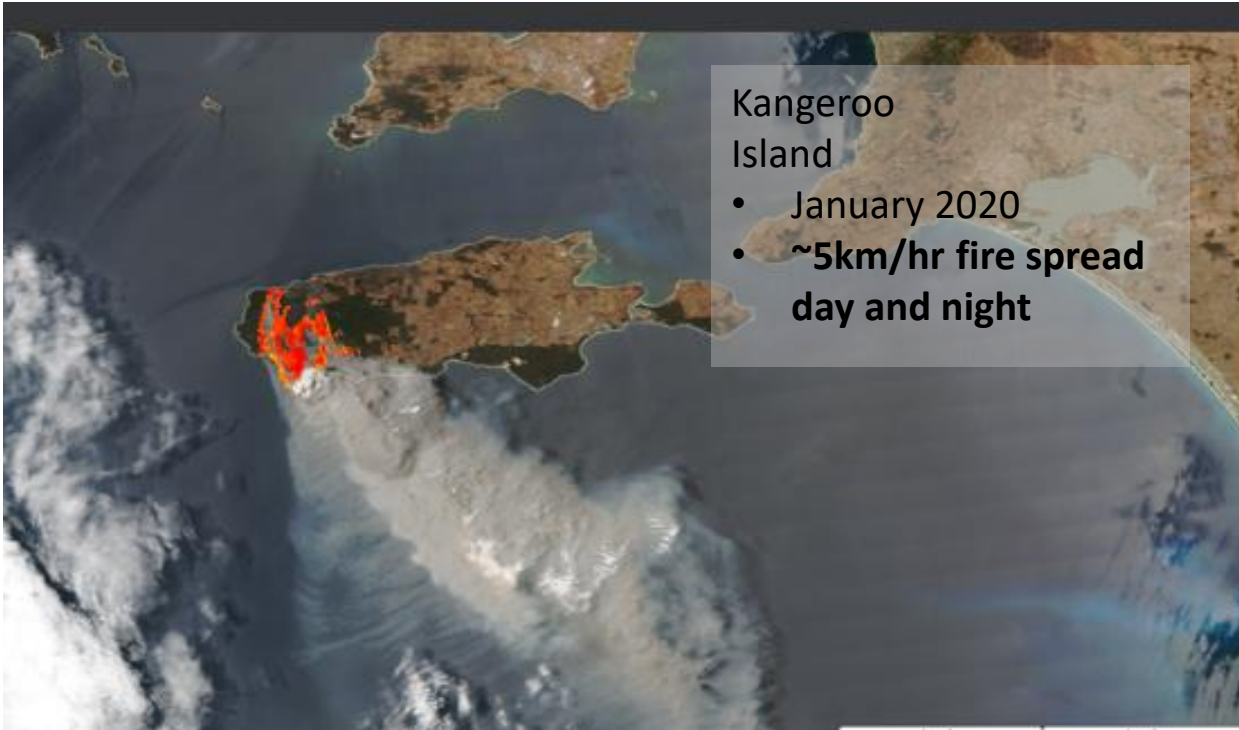 Kangeroo
Island
• January 2020
• ~5km/hr fire spread
day and night